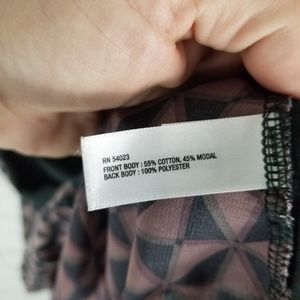 RN 54023
FRONT BODY : 55% COTTON, 45% MODAL
BACK BODY : 100% POLYESTER